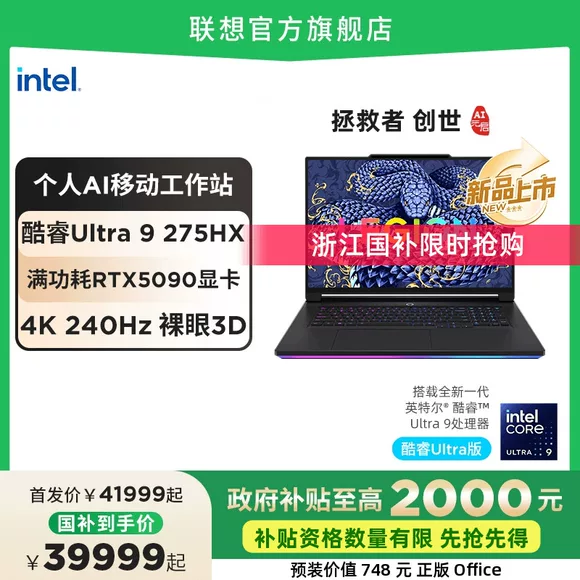 联想官方旗舰店
intel.
拯救者 创世
AI
元启
新品上市
NEW★★★
个人AI移动工作站
酷睿Ultra 9 275HX
满功耗RTX5090显卡
4K 240Hz 裸眼3D
浙江国补限时抢购
搭载全新一代
英特尔® 酷睿™
Ultra 9处理器
酷睿Ultra版
intel
CORE
ULTRA 9
首发价￥41999起
国补到手价
￥39999起
政府补贴至高 2000 元
补贴资格数量有限 先抢先得
预装价值 748 元 正版 Office